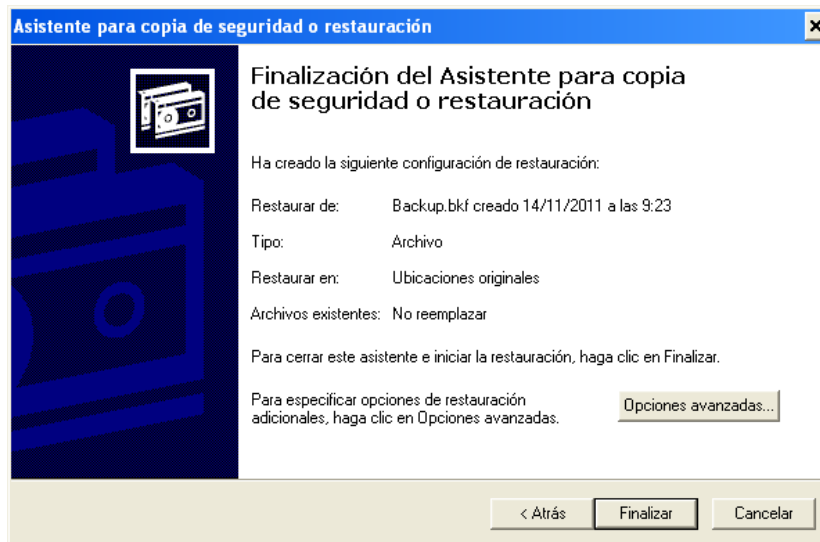 Asistente para copia de seguridad o restauración
Finalización del Asistente para copia
de seguridad o restauración
Ha creado la siguiente configuración de restauración:
Restaurar de: Backup.bkf creado 14/11/2011 a las 9:23
Tipo: Archivo
Restaurar en: Ubicaciones originales
Archivos existentes: No reemplazar
Para cerrar este asistente e iniciar la restauración, haga clic en Finalizar.
Para especificar opciones de restauración
adicionales, haga clic en Opciones avanzadas.
Opciones avanzadas...
< Atrás Finalizar Cancelar